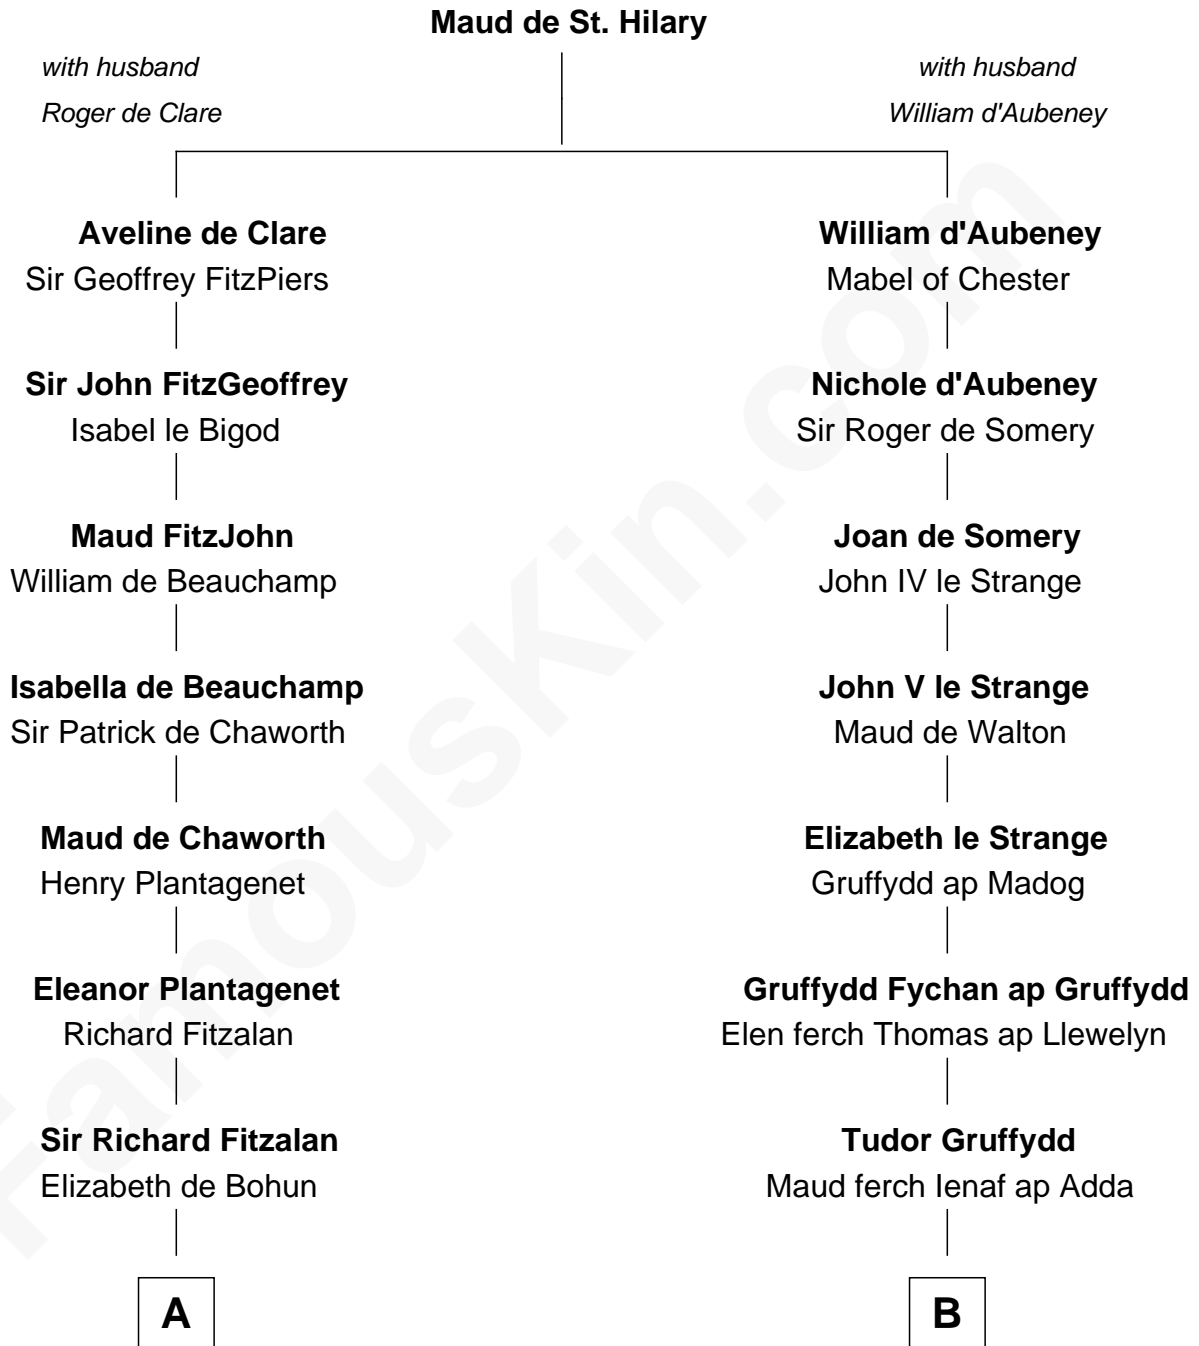 Maud de St. Hilary
with husband
Roger de Clare
with husband
William d'Aubeney
Aveline de Clare
Sir Geoffrey FitzPiers
William d'Aubeney
Mabel of Chester
Sir John FitzGeoffrey
Isabel le Bigod
Nichole d'Aubeney
Sir Roger de Somery
Maud FitzJohn
William de Beauchamp
Joan de Somery
John IV le Strange
Isabella de Beauchamp
Sir Patrick de Chaworth
John V le Strange
Maud de Walton
Maud de Chaworth
Henry Plantagenet
Elizabeth le Strange
Gruffydd ap Madog
Eleanor Plantagenet
Richard Fitzalan
Gruffydd Fychan ap Gruffydd
Elen ferch Thomas ap Llewelyn
Sir Richard Fitzalan
Elizabeth de Bohun
Tudor Gruffydd
Maud ferch Ienaf ap Adda
A
B
FamousKin.com